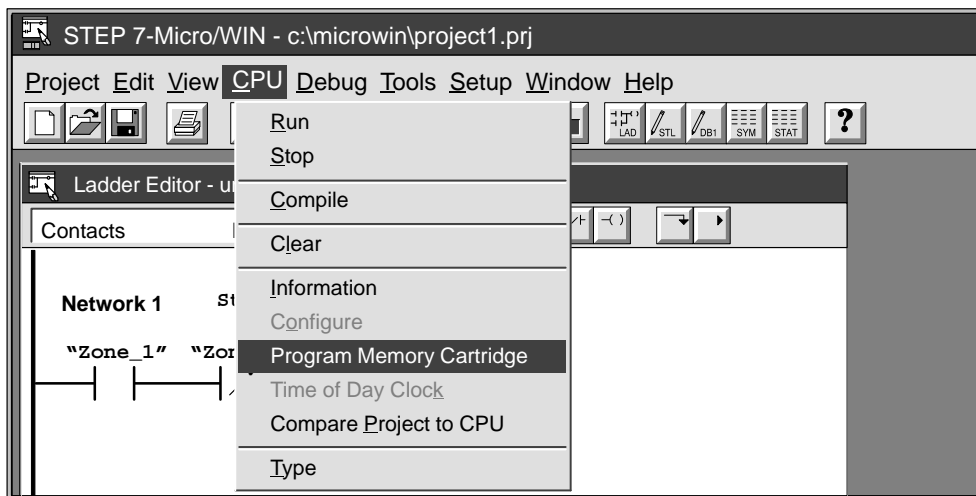 STEP 7-Micro/WIN - c:\microwin\project1.prj
Project Edit View CPU Debug Tools Setup Window Help
LAD STL DB1 SYM STAT ?
Run
Stop
Ladder Editor -
Compile
Contacts
Clear
Network 1
Information
Configure
"Zone_1"
Program Memory Cartridge
Time of Day Clock
Compare Project to CPU
Type